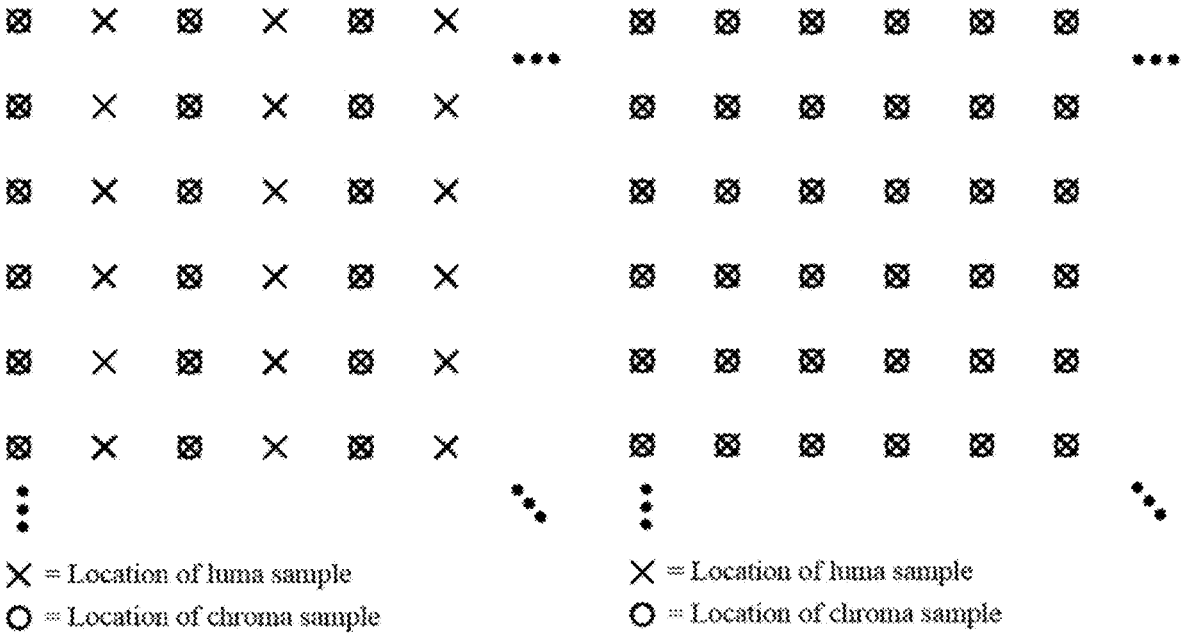 = Location of luma sample
= Location of chroma sample
= Location of luma sample
= Location of chroma sample